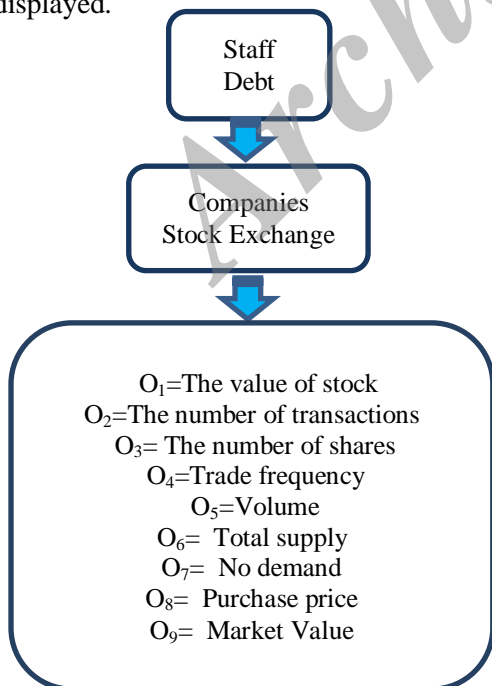 displayed.
Staff
Debt
Companies
Stock Exchange
O₁=The value of stock
O₂=The number of transactions
O₃= The number of shares
O₄=Trade frequency
O₅=Volume
O₆= Total supply
O₇= No demand
O₈= Purchase price
O₉= Market Value